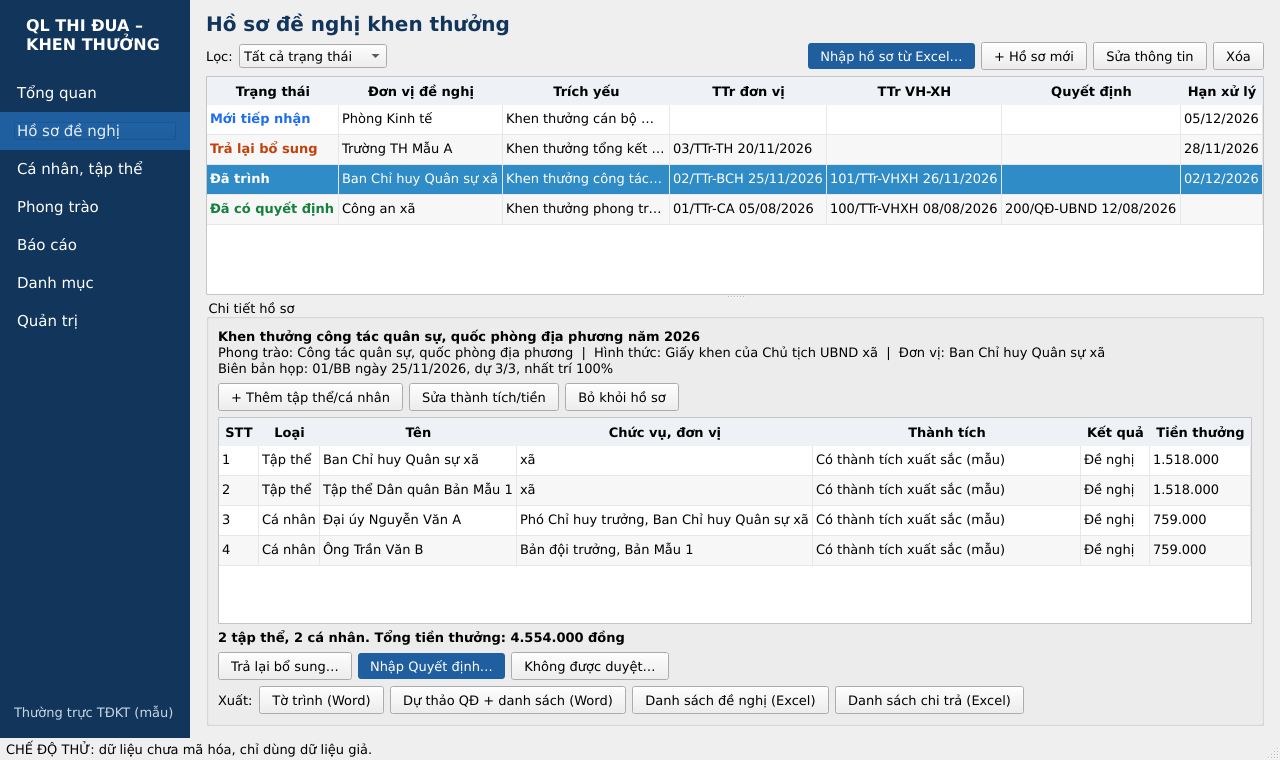 QL THI ĐUA –
KHEN THƯỞNG
Tổng quan
Hồ sơ đề nghị
Cá nhân, tập thể
Phong trào
Báo cáo
Danh mục
Quản trị
Thường trực TĐKT (mẫu)
Hồ sơ đề nghị khen thưởng
Lọc: Tất cả trạng thái Nhập hồ sơ từ Excel... + Hồ sơ mới Sửa thông tin Xóa
Trạng thái Đơn vị đề nghị Trích yếu TTr đơn vị TTr VH-XH Quyết định Hạn xử lý
Mới tiếp nhận Phòng Kinh tế Khen thưởng cán bộ ... 05/12/2026
Trả lại bổ sung Trường TH Mẫu A Khen thưởng tổng kết ... 03/TTr-TH 20/11/2026 28/11/2026
Đã trình Ban Chỉ huy Quân sự xã Khen thưởng công tác... 02/TTr-BCH 25/11/2026 101/TTr-VHXH 26/11/2026 02/12/2026
Đã có quyết định Công an xã Khen thưởng phong tr... 01/TTr-CA 05/08/2026 100/TTr-VHXH 08/08/2026 200/QĐ-UBND 12/08/2026
Chi tiết hồ sơ
Khen thưởng công tác quân sự, quốc phòng địa phương năm 2026
Phong trào: Công tác quân sự, quốc phòng địa phương | Hình thức: Giấy khen của Chủ tịch UBND xã | Đơn vị: Ban Chỉ huy Quân sự xã
Biên bản họp: 01/BB ngày 25/11/2026, dự 3/3, nhất trí 100%
+ Thêm tập thể/cá nhân Sửa thành tích/tiền Bỏ khỏi hồ sơ
STT Loại Tên Chức vụ, đơn vị Thành tích Kết quả Tiền thưởng
1 Tập thể Ban Chỉ huy Quân sự xã xã Có thành tích xuất sắc (mẫu) Đề nghị 1.518.000
2 Tập thể Tập thể Dân quân Bản Mẫu 1 xã Có thành tích xuất sắc (mẫu) Đề nghị 1.518.000
3 Cá nhân Đại úy Nguyễn Văn A Phó Chỉ huy trưởng, Ban Chỉ huy Quân sự xã Có thành tích xuất sắc (mẫu) Đề nghị 759.000
4 Cá nhân Ông Trần Văn B Bản đội trưởng, Bản Mẫu 1 Có thành tích xuất sắc (mẫu) Đề nghị 759.000
2 tập thể, 2 cá nhân. Tổng tiền thưởng: 4.554.000 đồng
Trả lại bổ sung... Nhập Quyết định... Không được duyệt...
Xuất: Tờ trình (Word) Dự thảo QĐ + danh sách (Word) Danh sách đề nghị (Excel) Danh sách chi trả (Excel)
CHẾ ĐỘ THỬ: dữ liệu chưa mã hóa, chỉ dùng dữ liệu giả.